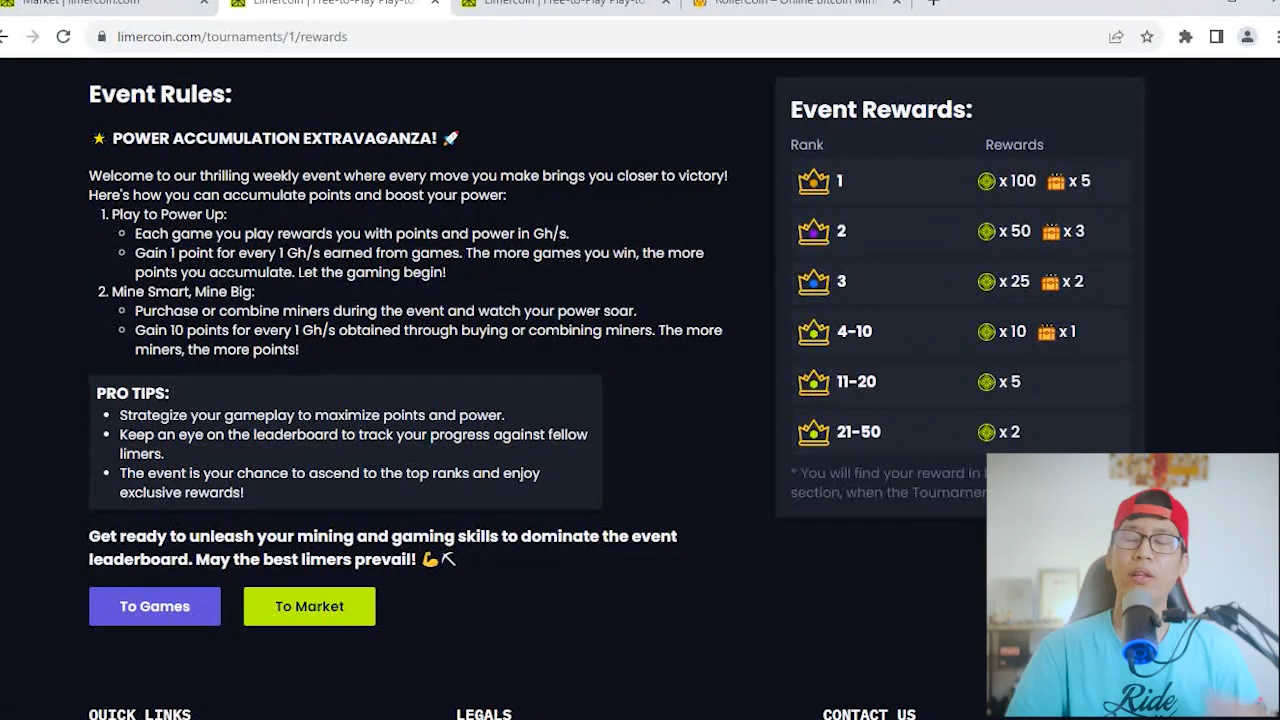 Market | limercoin.com
Limercoin | Free-to-Play Play-to
Limercoin | Free-to-Play Play-to
RollerCoin – Online Bitcoin Min
limercoin.com/tournaments/1/rewards
Event Rules:
🌟 POWER ACCUMULATION EXTRAVAGANZA! 🚀
Welcome to our thrilling weekly event where every move you make brings you closer to victory!
Here's how you can accumulate points and boost your power:
1. Play to Power Up:
Each game you play rewards you with points and power in Gh/s.
Gain 1 point for every 1 Gh/s earned from games. The more games you win, the more
points you accumulate. Let the gaming begin!
2. Mine Smart, Mine Big:
Purchase or combine miners during the event and watch your power soar.
Gain 10 points for every 1 Gh/s obtained through buying or combining miners. The more
miners, the more points!
PRO TIPS:
Strategize your gameplay to maximize points and power.
Keep an eye on the leaderboard to track your progress against fellow
limers.
The event is your chance to ascend to the top ranks and enjoy
exclusive rewards!
Get ready to unleash your mining and gaming skills to dominate the event
leaderboard. May the best limers prevail! 💪⛏
To Games
To Market
Event Rewards:
Rank Rewards
1 x 100 x 5
2 x 50 x 3
3 x 25 x 2
4-10 x 10 x 1
11-20 x 5
21-50 x 2
* You will find your reward in
section, when the
Ride
QUICK LINKS
LEGALS
CONTACT US